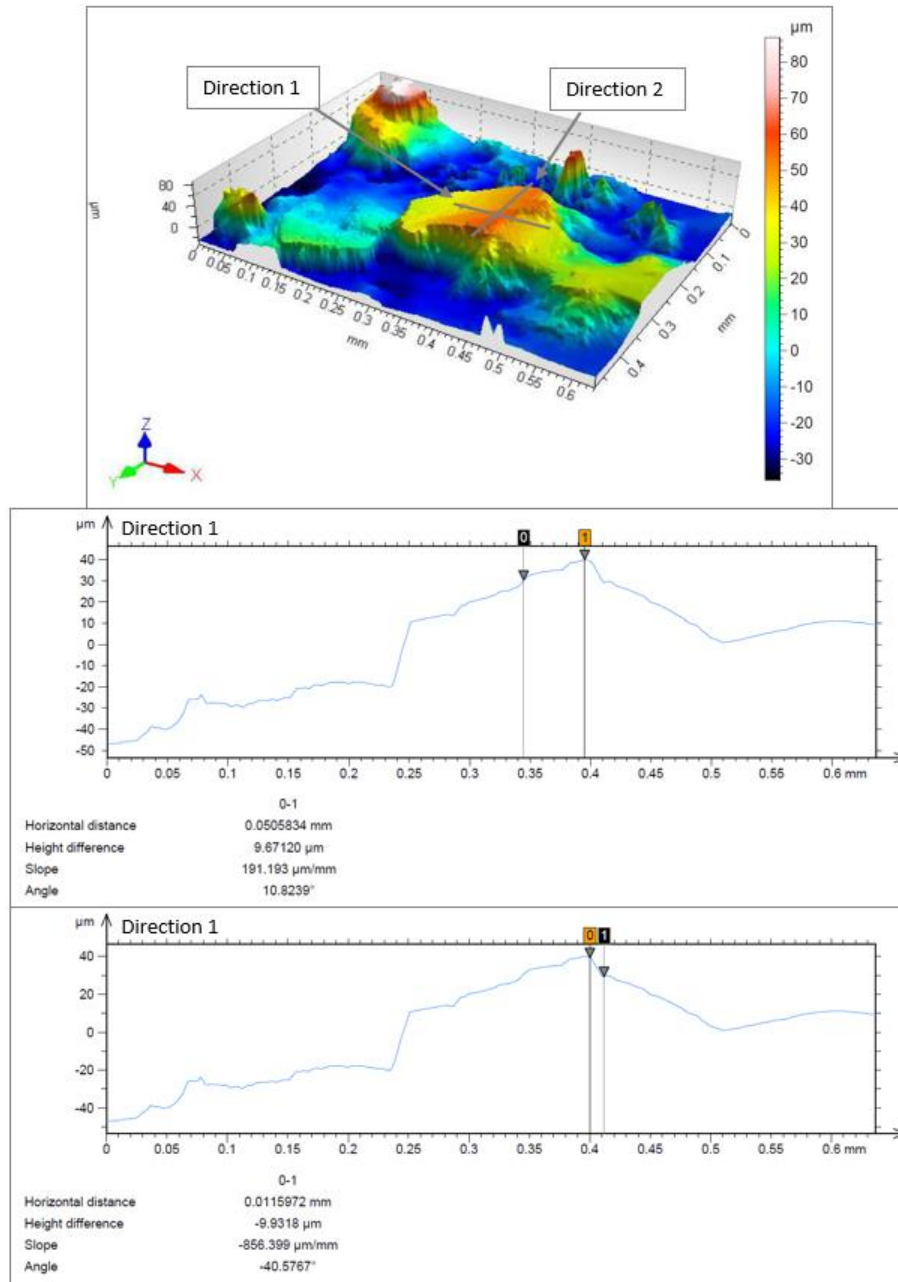 µm
Direction 1
Direction 2
80
70
60
50
40
30
20
10
0
-10
-20
-30
µm
80
40
0
0
0.05
0.1
0.15
0.2
0.25
0.3
0.35
0.4
0.45
0.5
0.55
0.6
mm
0
0.1
0.2
0.3
0.4
mm
Z
Y
X
µm
Direction 1
0 1
40
30
20
10
0
-10
-20
-30
-40
-50
0 0.05 0.1 0.15 0.2 0.25 0.3 0.35 0.4 0.45 0.5 0.55 0.6 mm
0-1
Horizontal distance 0.0505834 mm
Height difference 9.67120 µm
Slope 191.193 µm/mm
Angle 10.8239°
µm
Direction 1
0 1
40
20
0
-20
-40
0 0.05 0.1 0.15 0.2 0.25 0.3 0.35 0.4 0.45 0.5 0.55 0.6 mm
0-1
Horizontal distance 0.0115972 mm
Height difference -9.9318 µm
Slope -856.399 µm/mm
Angle -40.5767°